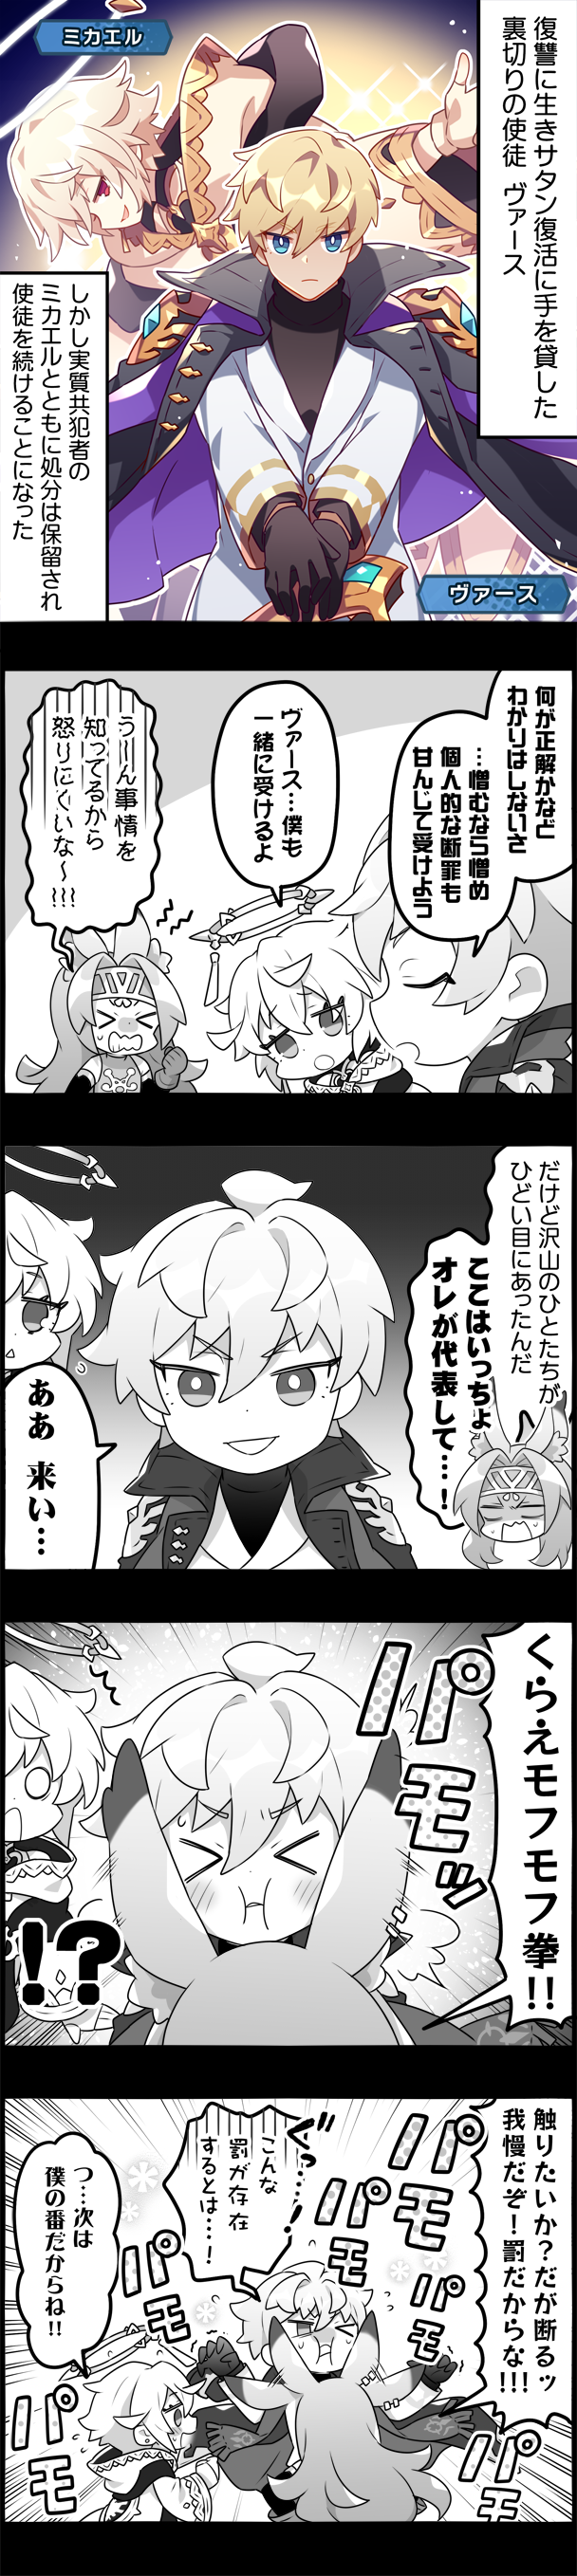 復讐に生きサタン復活に手を貸した
裏切りの使徒　ヴァース
ミカエル
しかし実質共犯者の
ミカエルとともに処分は保留され
使徒を続けることになった
ヴァース
何が正解かなど
わかりはしないさ
…憎むなら憎め
個人的な断罪も
甘んじて受けよう
ヴァース…僕も
一緒に受けるよ
う〜ん事情を
知ってるから
怒りにくいな〜
だけど沢山のひとたちが
ひどい目にあったんだ
ここはいっちょ
オレが代表して…！
ああ　来い…
くらえモフモフ拳!!
パモッ
!?
触りたいか？だが断るッ
我慢だぞ！罰だからな!!!
パモ
パモ
パモ
ぐっ…！
こんな
罰が存在
するとは…！
つ…次は
僕の番だからね!!
パモ
パモ
パモ